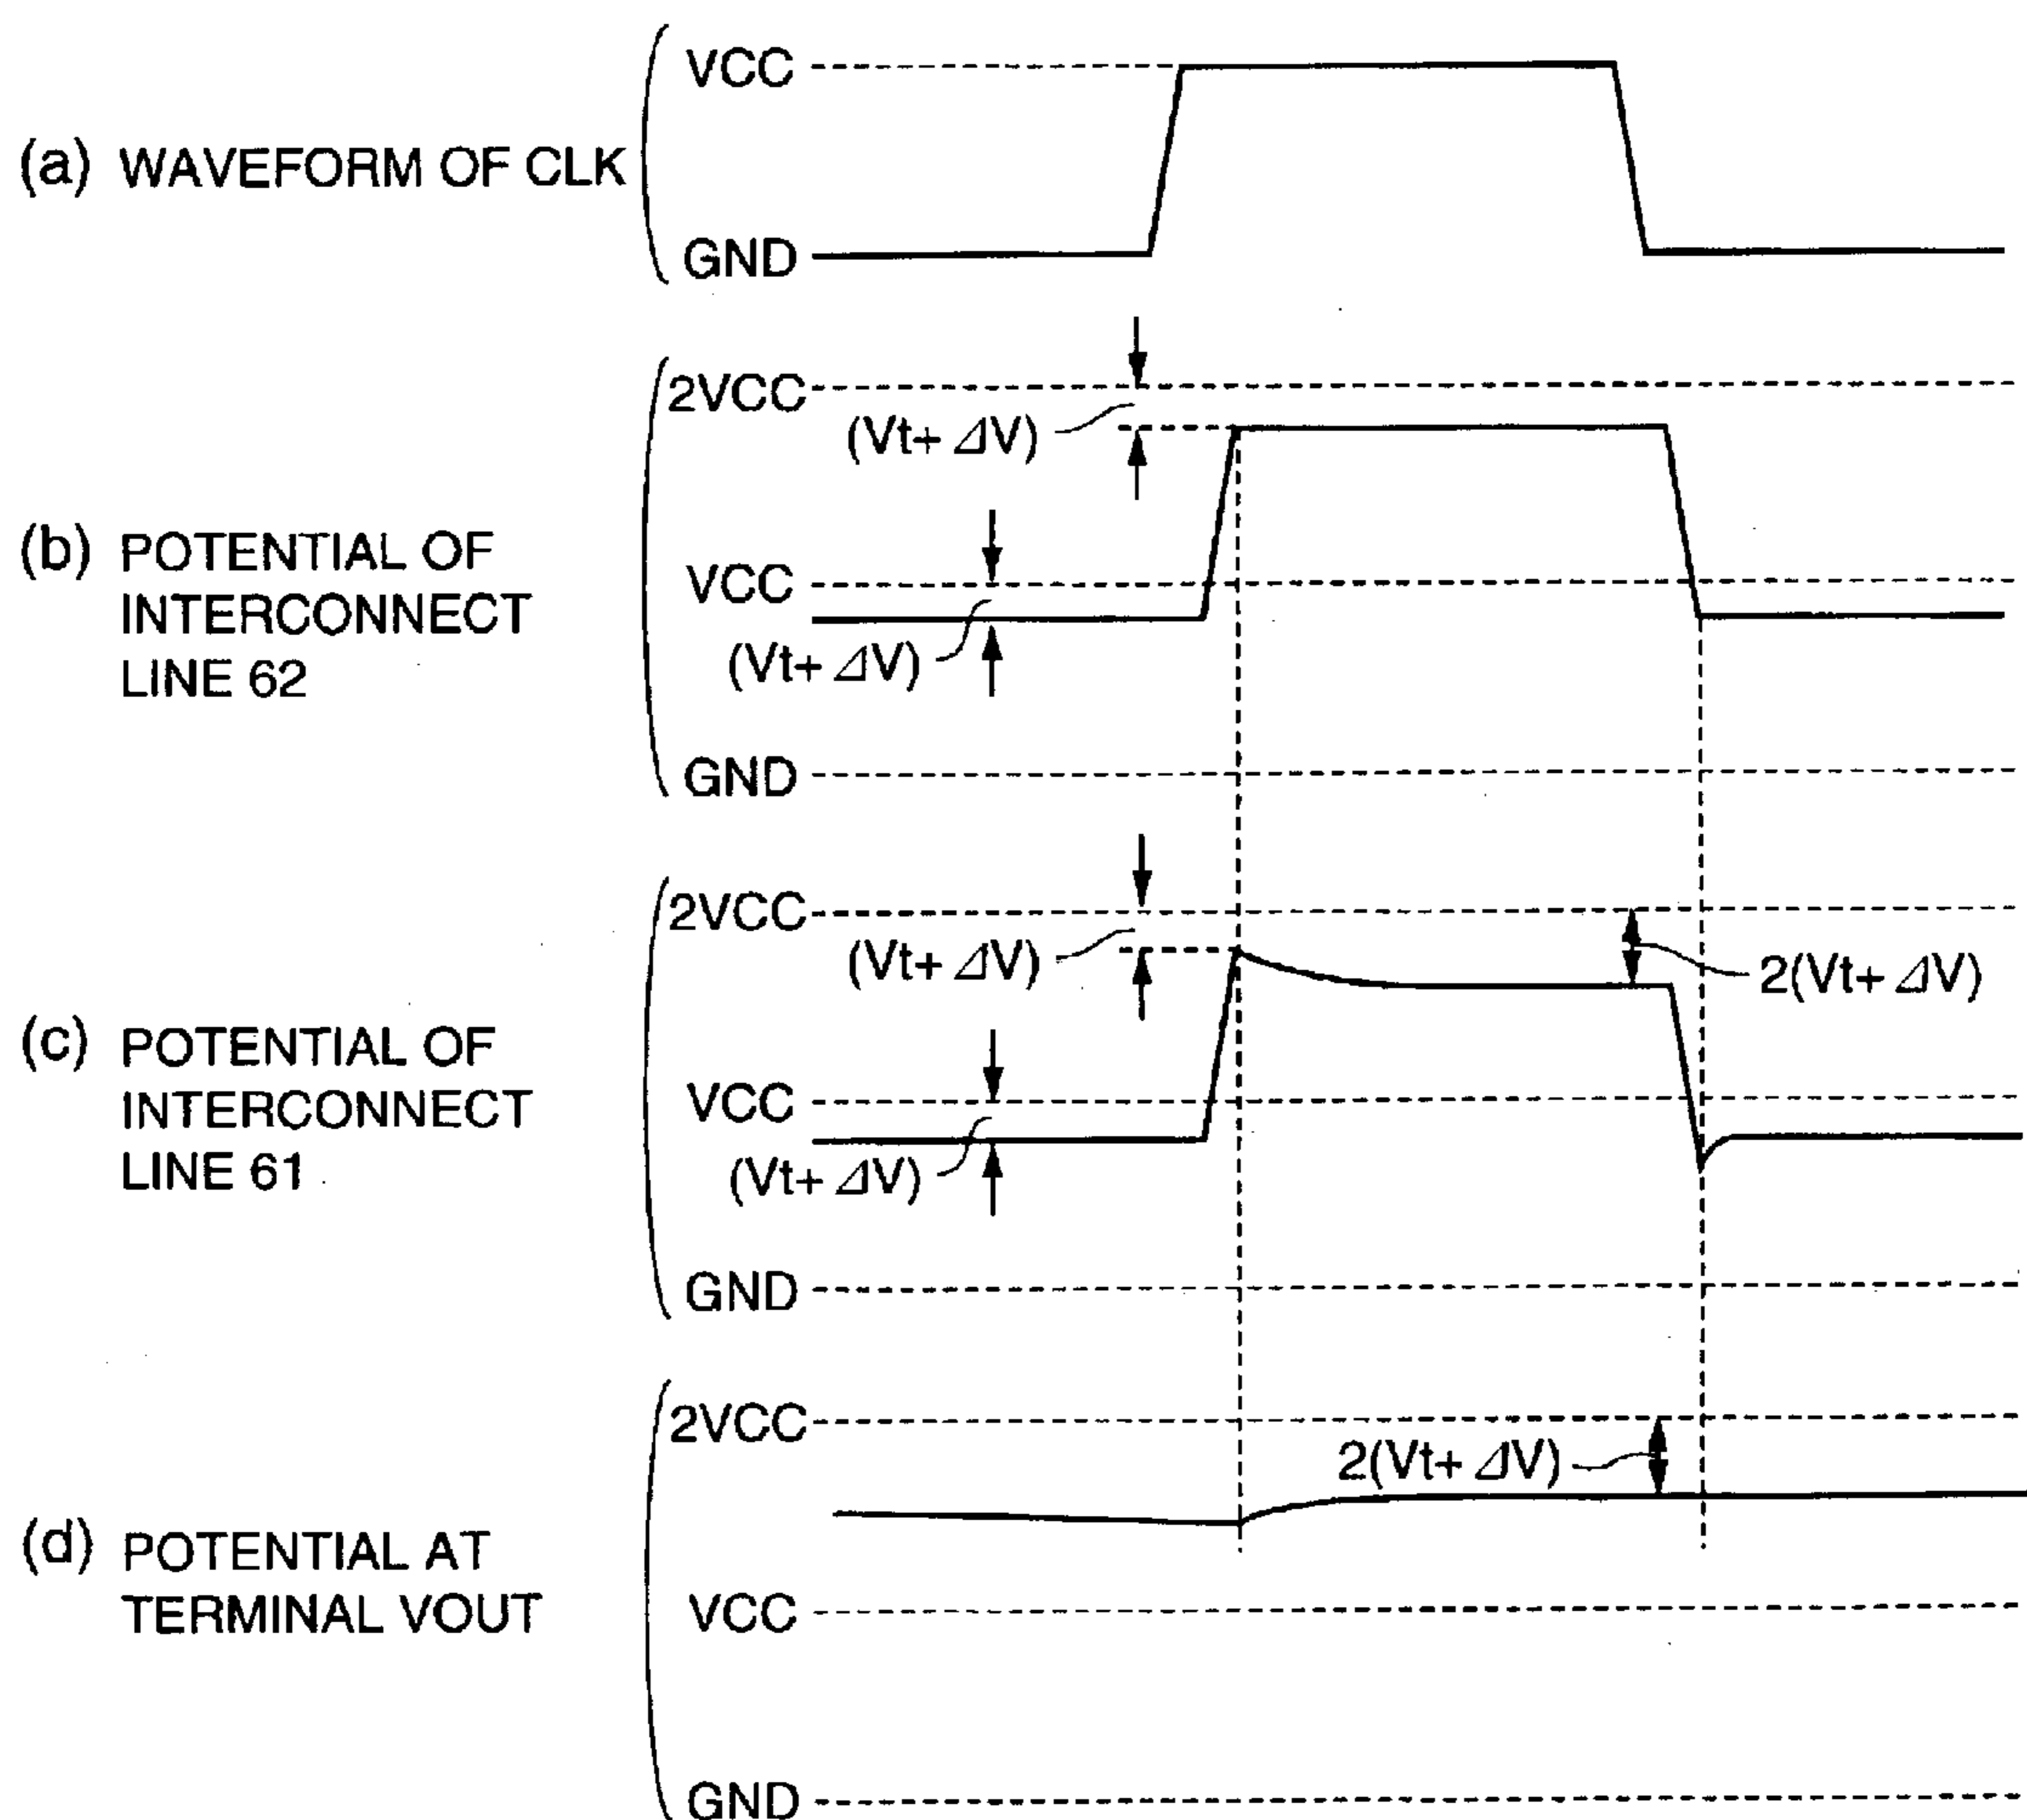 VCC
(a) WAVEFORM OF CLK
GND
2VCC
(Vt+ ΔV)
(b) POTENTIAL OF
INTERCONNECT
LINE 62
VCC
(Vt+ ΔV)
GND
2VCC
(Vt+ ΔV)
2(Vt+ ΔV)
(c) POTENTIAL OF
INTERCONNECT
LINE 61
VCC
(Vt+ ΔV)
GND
2VCC
2(Vt+ ΔV)
(d) POTENTIAL AT
TERMINAL VOUT
VCC
GND